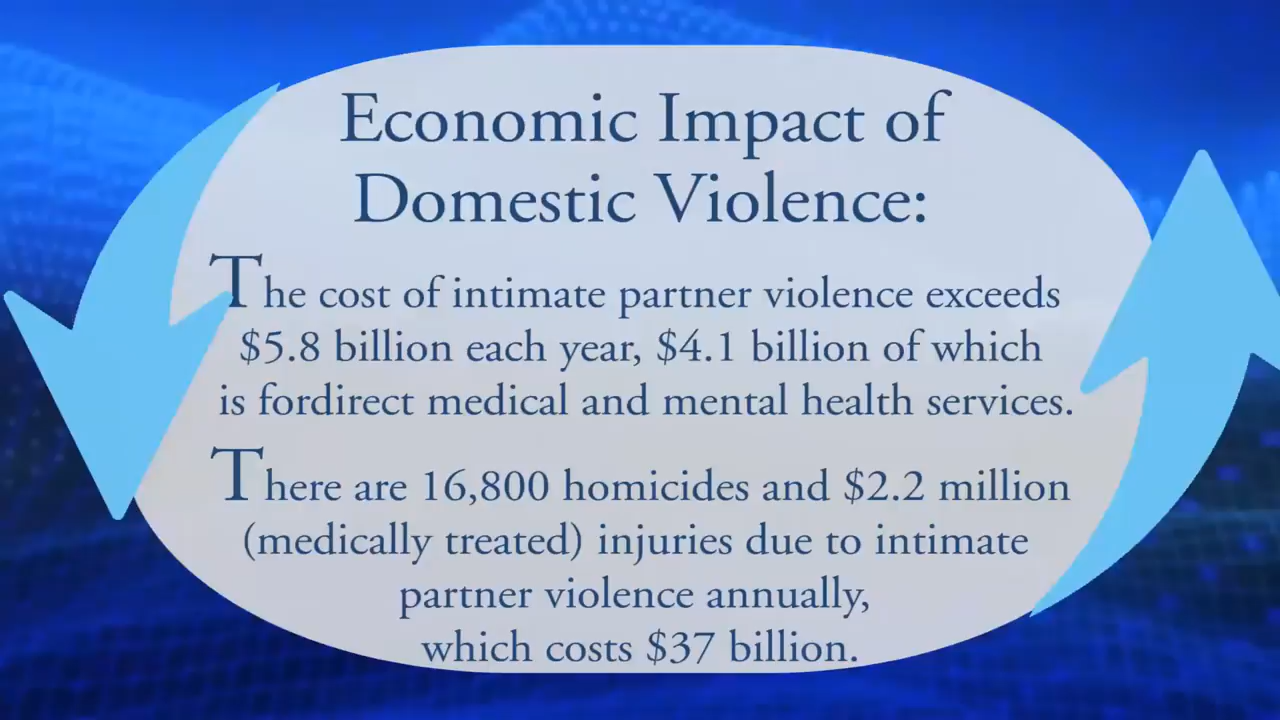 Economic Impact of
Domestic Violence:
The cost of intimate partner violence exceeds
$5.8 billion each year, $4.1 billion of which
is fordirect medical and mental health services.
There are 16,800 homicides and $2.2 million
(medically treated) injuries due to intimate
partner violence annually,
which costs $37 billion.